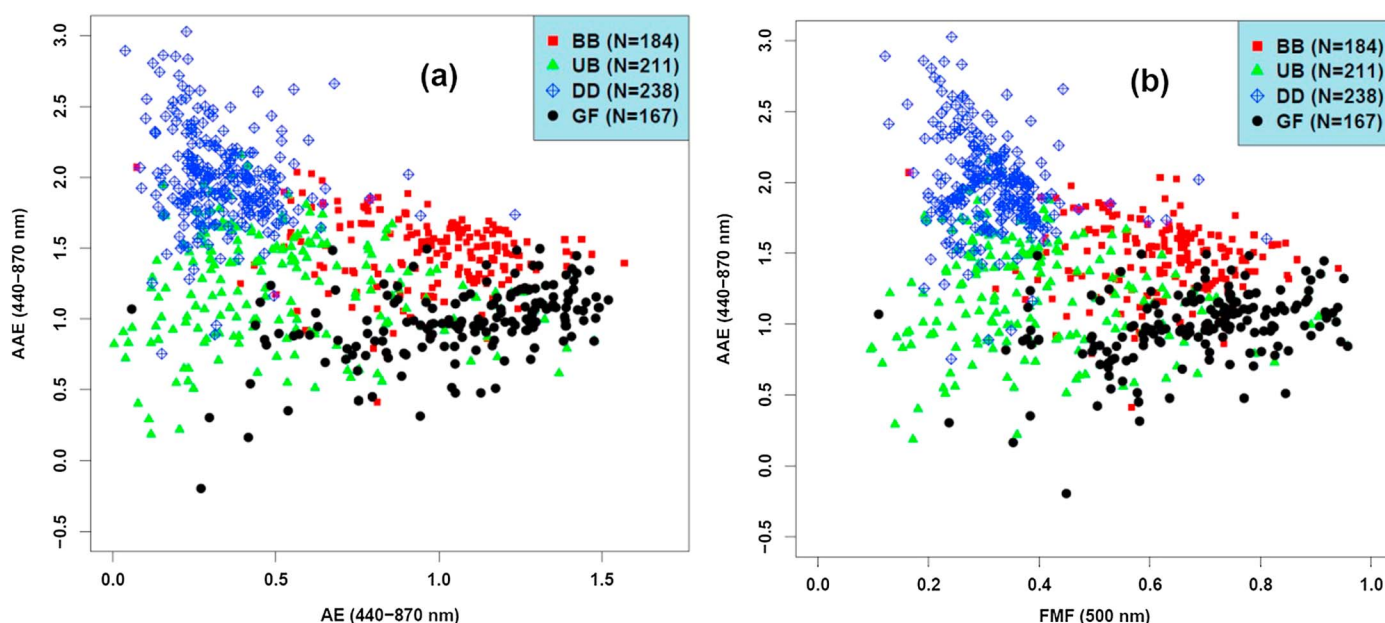 (a)
BB (N=184)
UB (N=211)
DD (N=238)
GF (N=167)
AAE (440−870 nm)
3.0
2.5
2.0
1.5
1.0
0.5
0.0
−0.5
0.0
0.5
1.0
1.5
AE (440−870 nm)
(b)
BB (N=184)
UB (N=211)
DD (N=238)
GF (N=167)
AAE (440−870 nm)
3.0
2.5
2.0
1.5
1.0
0.5
0.0
−0.5
0.0
0.2
0.4
0.6
0.8
1.0
FMF (500 nm)